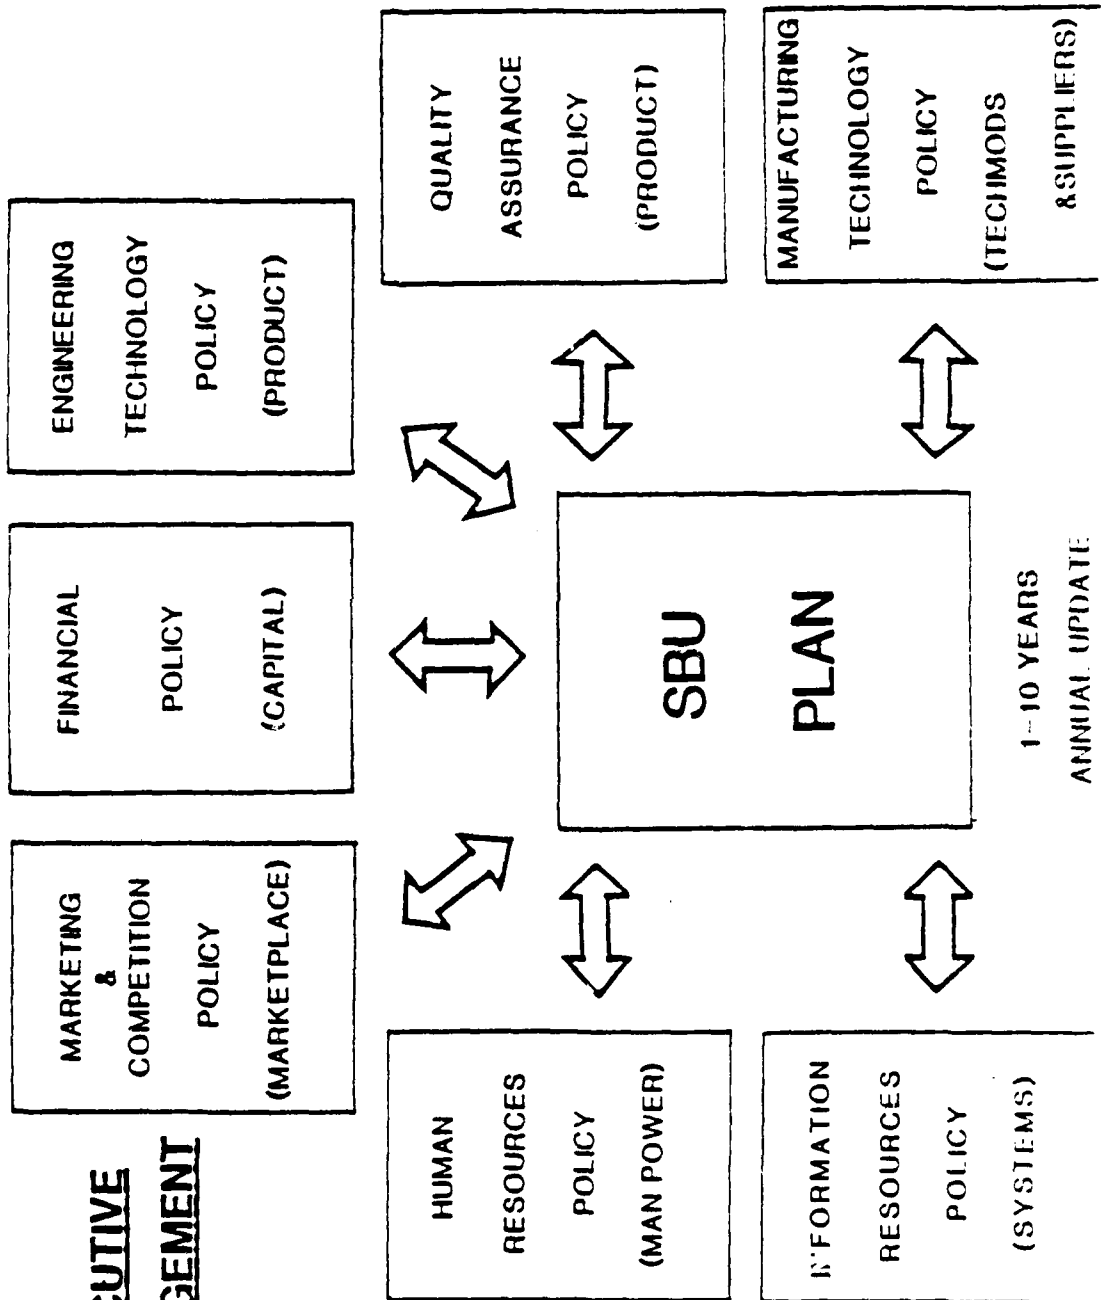 CUTIVE
GEMENT
MARKETING
&
COMPETITION
POLICY
(MARKETPLACE)
FINANCIAL
POLICY
(CAPITAL)
ENGINEERING
TECHNOLOGY
POLICY
(PRODUCT)
HUMAN
RESOURCES
POLICY
(MAN POWER)
SBU
PLAN
QUALITY
ASSURANCE
POLICY
(PRODUCT)
INFORMATION
RESOURCES
POLICY
(SYSTEMS)
1-10 YEARS
ANNUAL UPDATE
MANUFACTURING
TECHNOLOGY
POLICY
(TECHMODS
&SUPPLIERS)